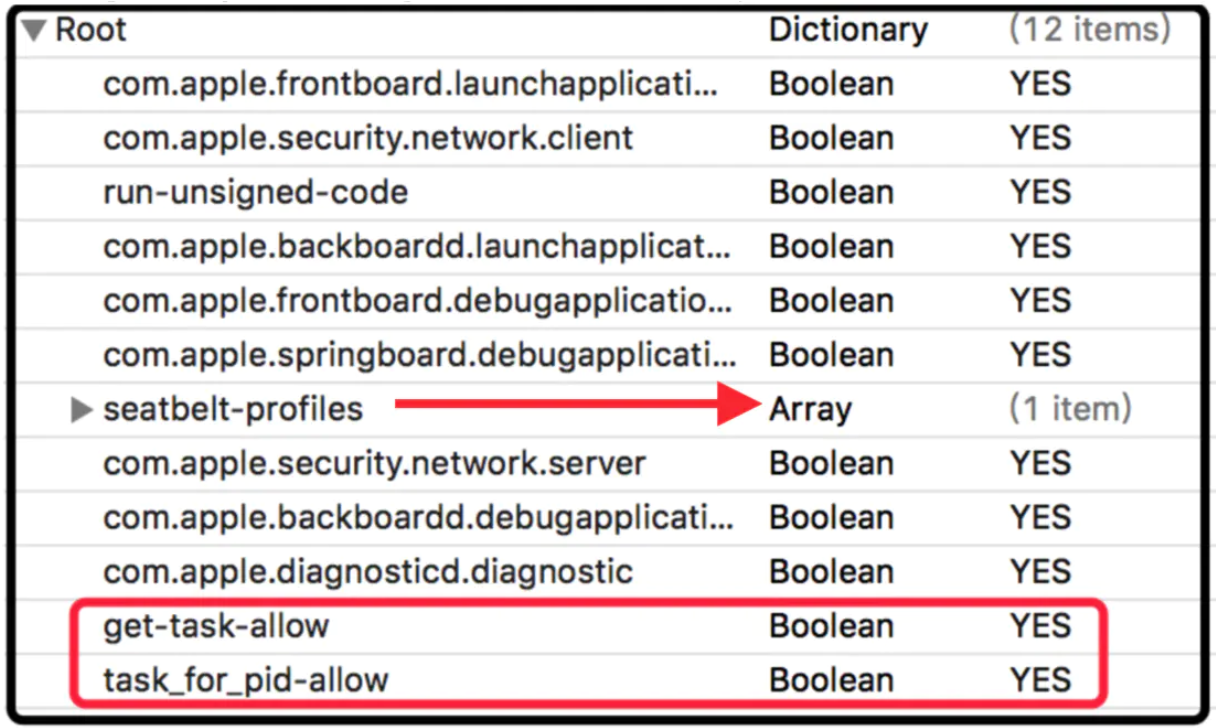 Root Dictionary (12 items)
com.apple.frontboard.launchapplicati... Boolean YES
com.apple.security.network.client Boolean YES
run-unsigned-code Boolean YES
com.apple.backboardd.launchapplicat... Boolean YES
com.apple.frontboard.debugapplicatio... Boolean YES
com.apple.springboard.debugapplicati... Boolean YES
seatbelt-profiles Array (1 item)
com.apple.security.network.server Boolean YES
com.apple.backboardd.debugapplicati... Boolean YES
com.apple.diagnosticd.diagnostic Boolean YES
get-task-allow Boolean YES
task_for_pid-allow Boolean YES